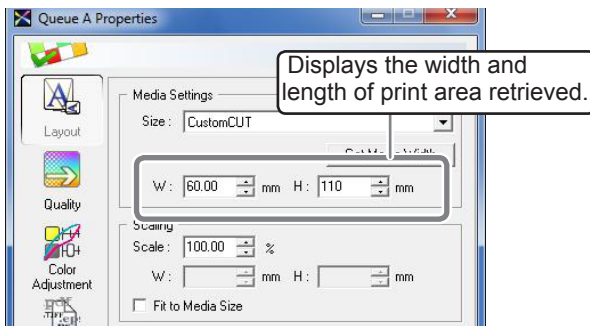 Queue A Properties
Displays the width and
length of print area retrieved.
Layout
Media Settings
Size : CustomCUT
W : 60.00 mm H : 110 mm
Quality
Scaling
Scale : 100.00 %
Color
Adjustment
W : mm H : mm
Fit to Media Size